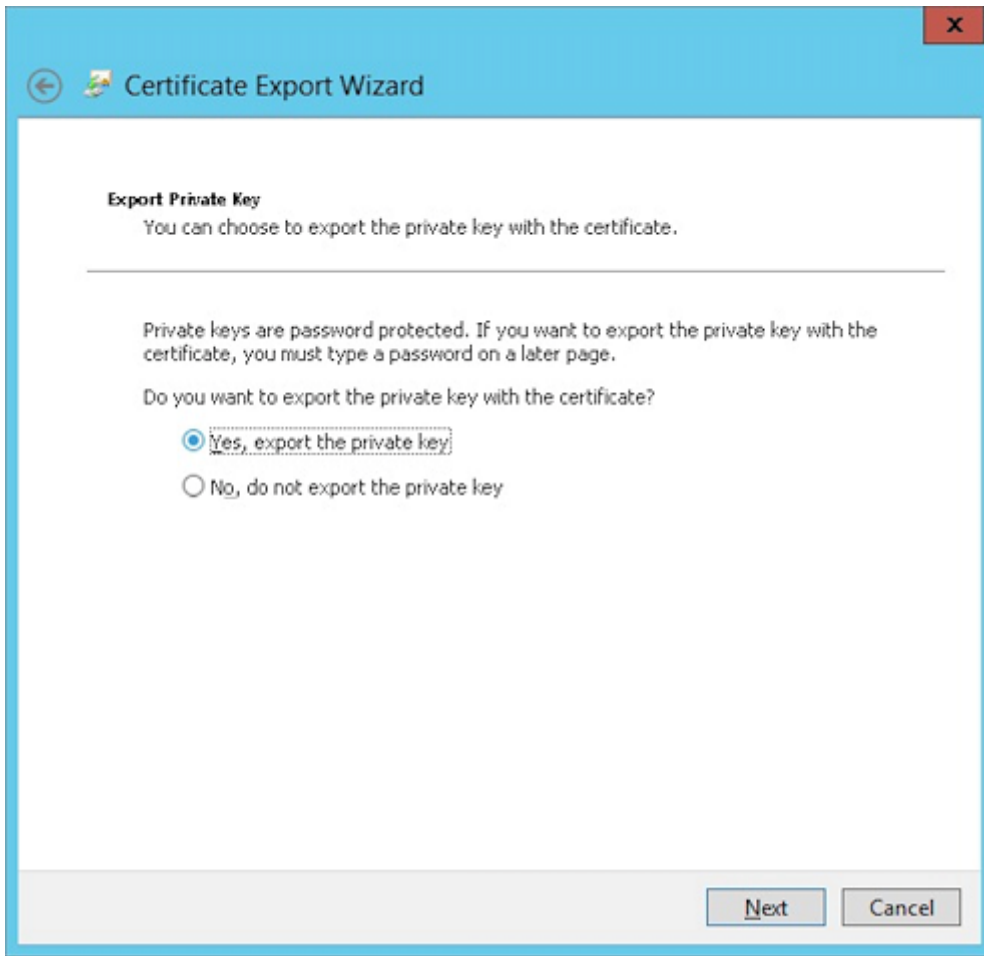 X
Certificate Export Wizard
Export Private Key
You can choose to export the private key with the certificate.
Private keys are password protected. If you want to export the private key with the
certificate, you must type a password on a later page.
Do you want to export the private key with the certificate?
Yes, export the private key
No, do not export the private key
Next Cancel